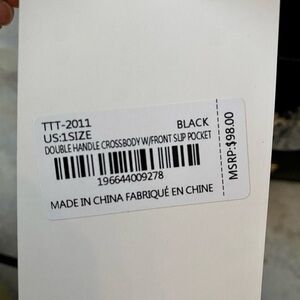 TTT-2011
US:1SIZE BLACK
DOUBLE HANDLE CROSSBODY W/FRONT SLIP POCKET
196644009278
MADE IN CHINA FABRIQUÉ EN CHINE
MSRP:$98.00